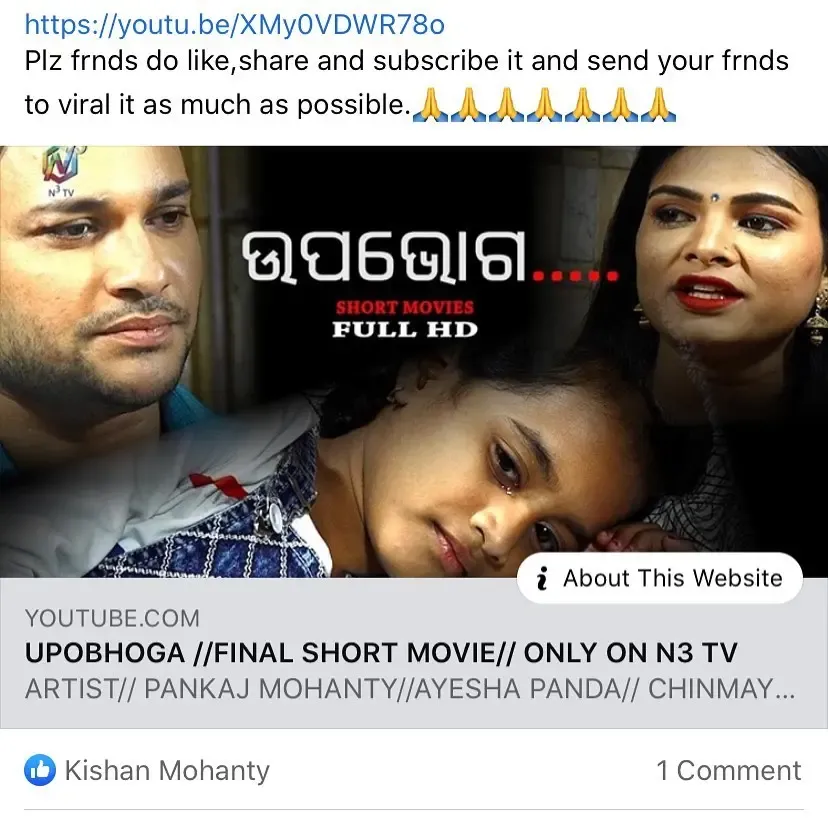 https://youtu.be/XMy0VDWR78o
Plz frnds do like,share and subscribe it and send your frnds
to viral it as much as possible.🙏🙏🙏🙏🙏🙏🙏
N³ TV
ଉପଭୋଗ.....
SHORT MOVIES
FULL HD
i About This Website
YOUTUBE.COM
UPOBHOGA //FINAL SHORT MOVIE// ONLY ON N3 TV
ARTIST// PANKAJ MOHANTY//AYESHA PANDA// CHINMAY...
Kishan Mohanty
1 Comment